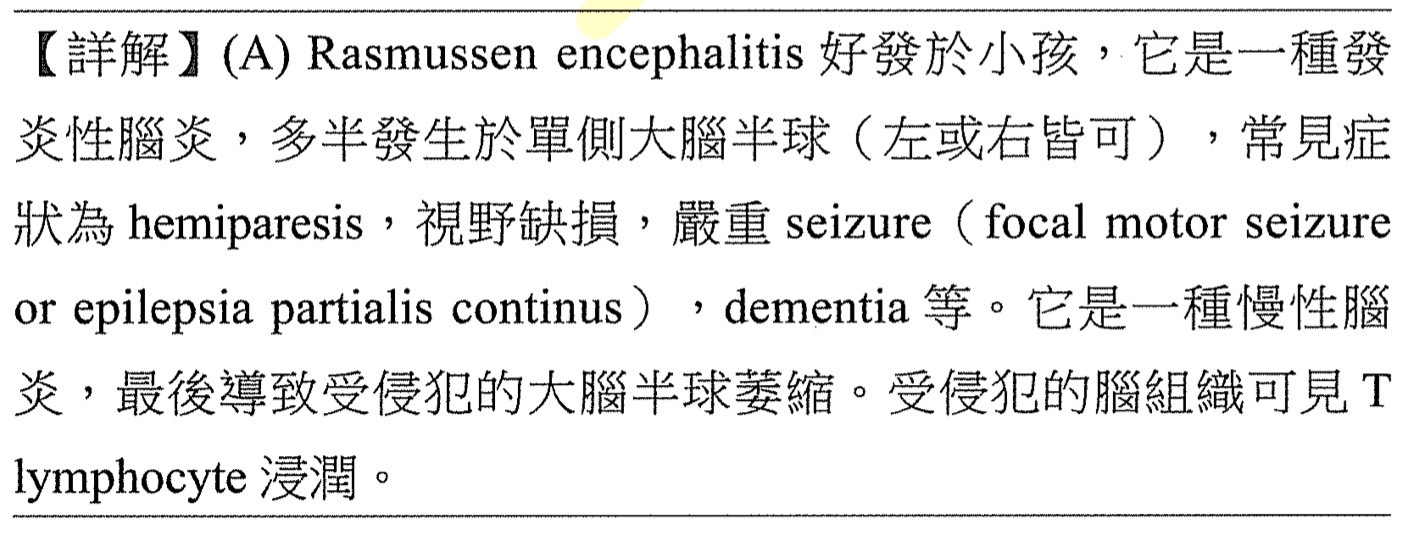 【詳解】(A) Rasmussen encephalitis 好發於小孩，它是一種發
炎性腦炎，多半發生於單側大腦半球（左或右皆可），常見症
狀為 hemiparesis，視野缺損，嚴重 seizure（focal motor seizure
or epilepsia partialis continus），dementia 等。它是一種慢性腦
炎，最後導致受侵犯的大腦半球萎縮。受侵犯的腦組織可見 T
lymphocyte 浸潤。